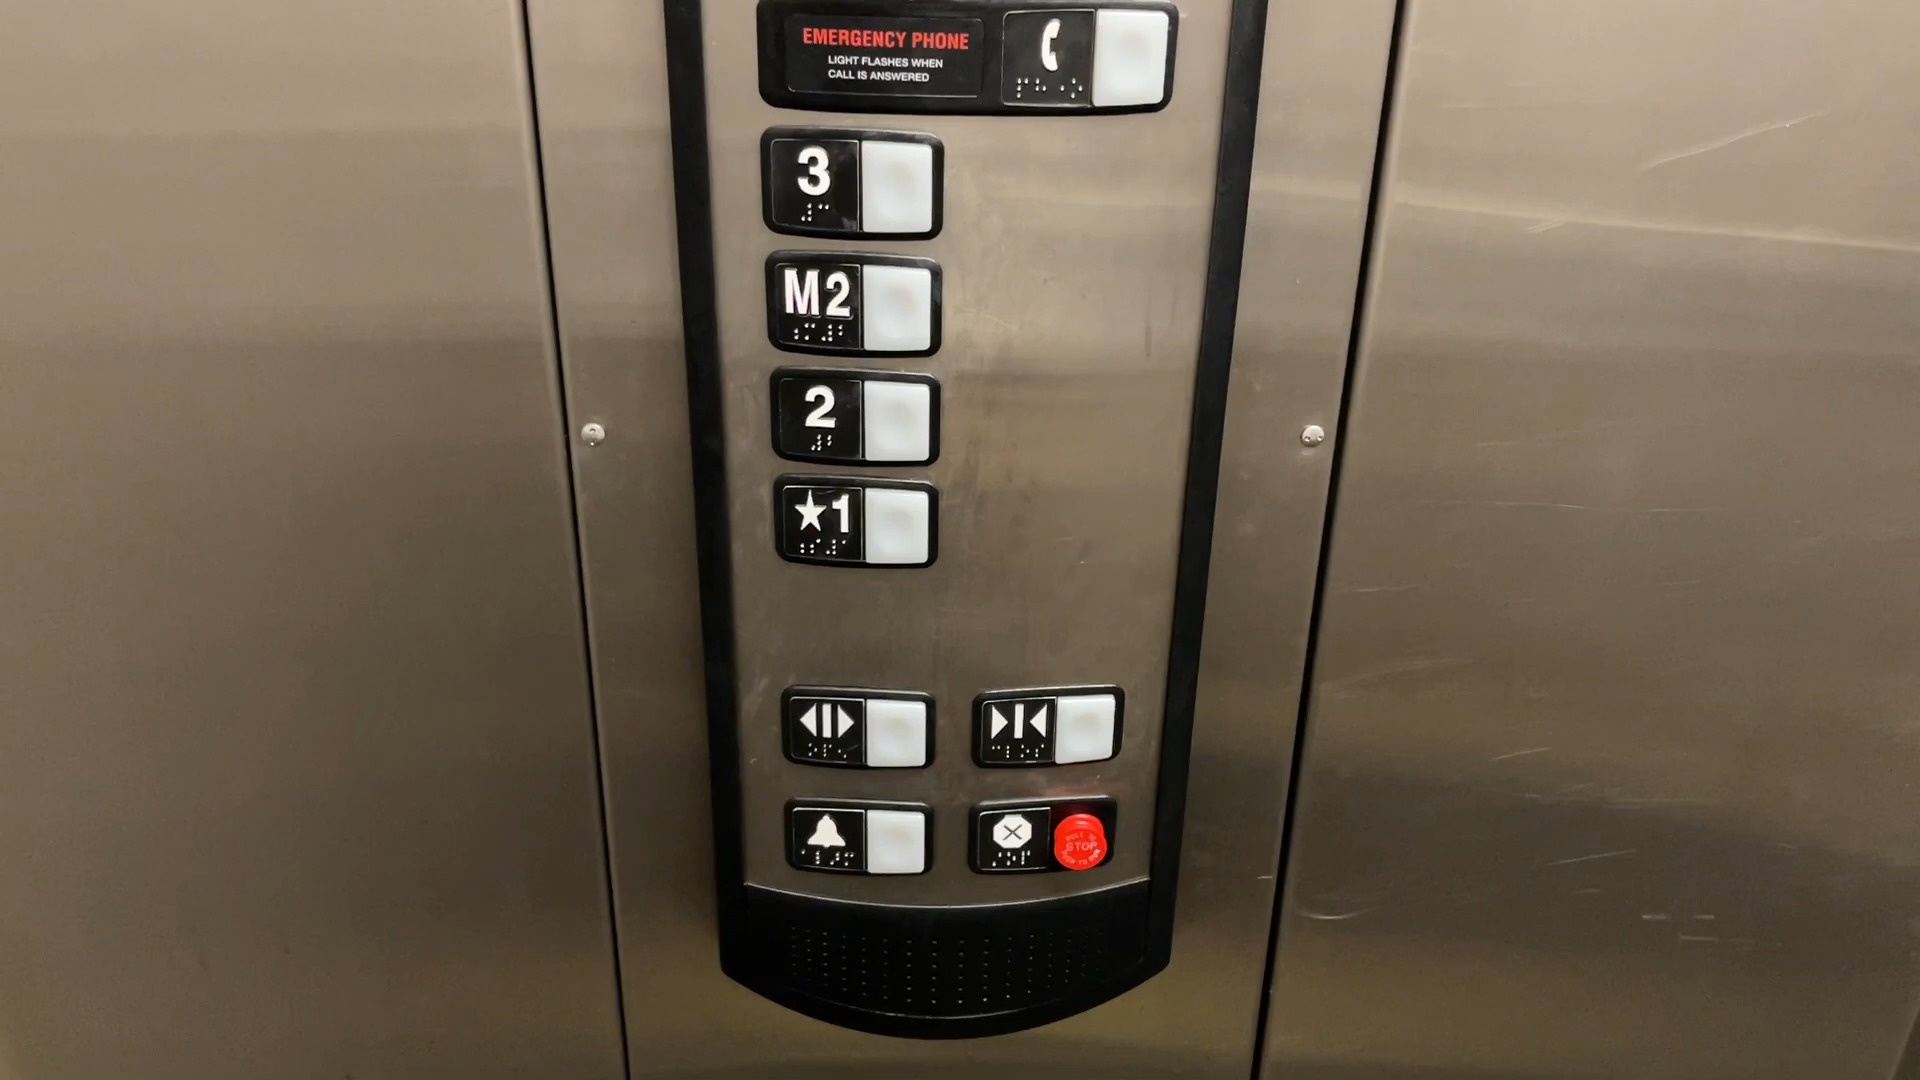 EMERGENCY PHONE
LIGHT FLASHES WHEN
CALL IS ANSWERED
3
M2
2
★1
STOP